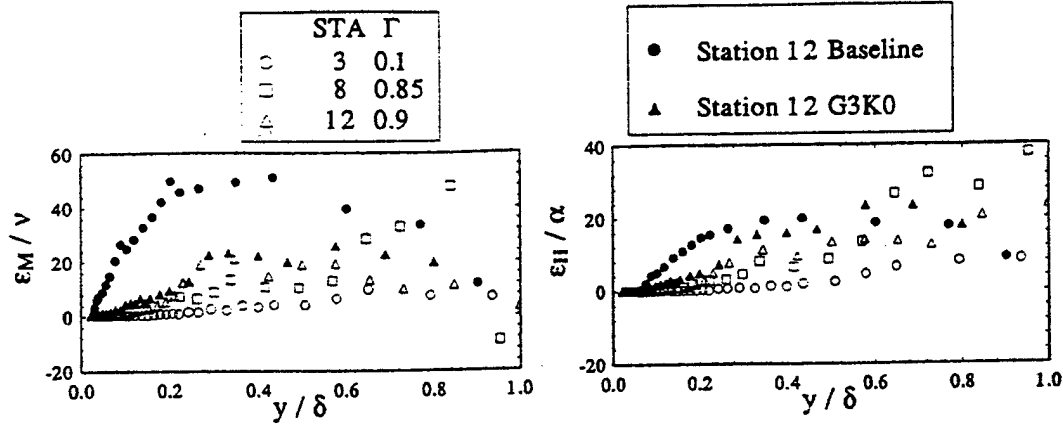 STA Γ
3 0.1
8 0.85
12 0.9
Station 12 Baseline
Station 12 G3K0
60
40
20
0
-20
εM / ν
0.0 0.2 0.4 0.6 0.8 1.0
y / δ
40
20
0
-20
εH / α
0.0 0.2 0.4 0.6 0.8 1.0
y / δ